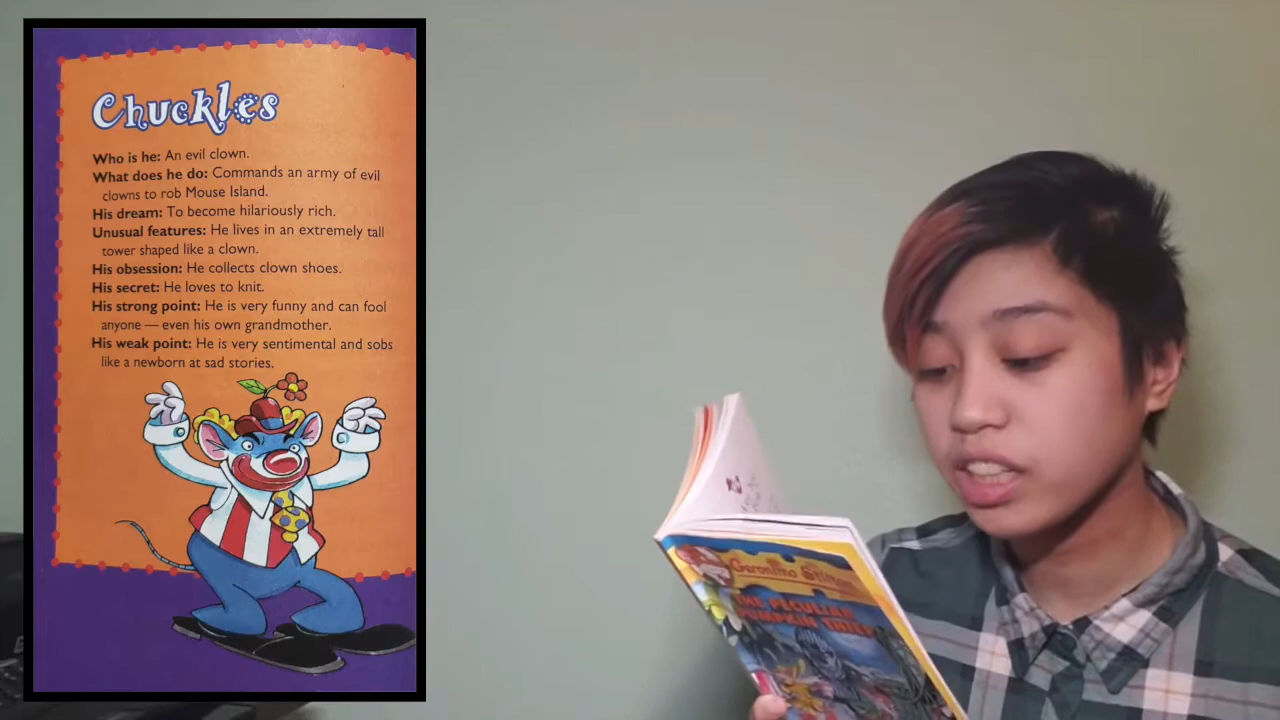 Chuckles
Who is he: An evil clown.
What does he do: Commands an army of evil
clowns to rob Mouse Island.
His dream: To become hilariously rich.
Unusual features: He lives in an extremely tall
tower shaped like a clown.
His obsession: He collects clown shoes.
His secret: He loves to knit.
His strong point: He is very funny and can fool
anyone — even his own grandmother.
His weak point: He is very sentimental and sobs
like a newborn at sad stories.
Geronimo Stilton
THE PECULIAR
PUMPKIN THIEF